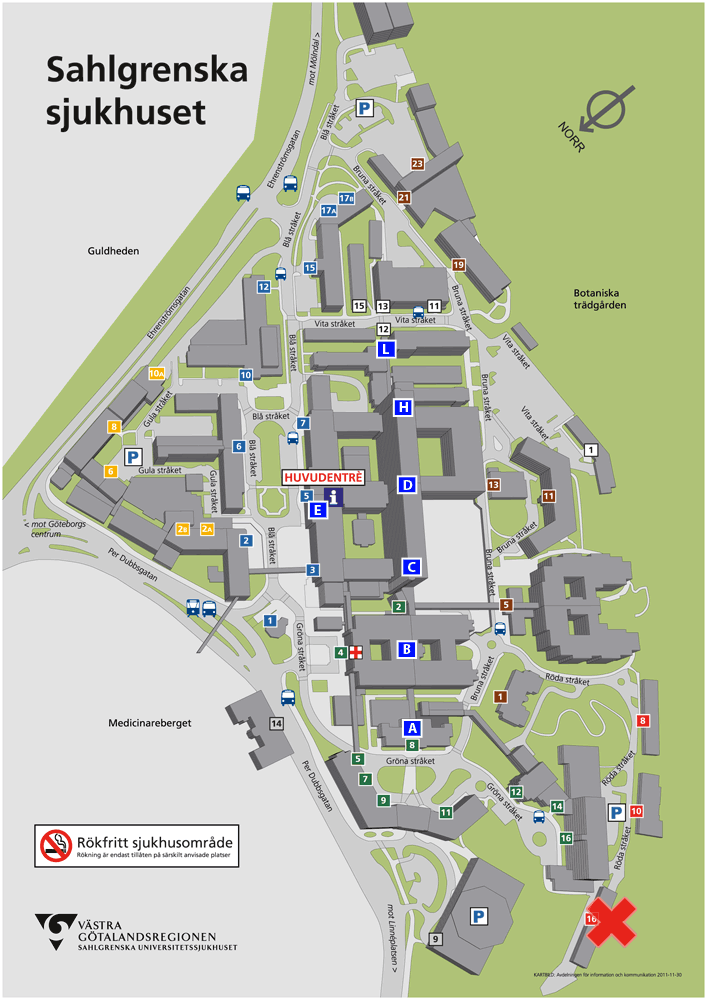 Sahlgrenska
sjukhuset
mot Mölndal >
P
NORR
Blå stråket
Ehrenströmsgatan
23
Bruna stråket
17B
17A
21
Blå stråket
Guldheden
15
19
12
Botaniska
trädgården
Ehrenströmsgatan
Bruna stråket
15
13
11
Vita stråket
Vita stråket
12
L
Vita stråket
Blå stråket
10A
10
Bruna stråket
Gula stråket
H
Blå stråket
7
Vita stråket
8
6
Blå stråket
1
P
6
Gula stråket
HUVUDENTRÈ
Gula stråket
D
13
11
5
i
E
< mot Göteborgs
centrum
2B
2A
2
Blå stråket
Bruna stråket
Per Dubbsgatan
3
C
Bruna stråket
2
5
1
Gröna stråket
4
B
Bruna stråket
Röda stråket
1
Medicinareberget
14
A
8
8
5
Gröna stråket
7
Per Dubbsgatan
Röda stråket
12
9
Gröna stråket
14
11
P
10
16
Röda stråket
Rökfritt sjukhusområde
Rökning är endast tillåten på särskilt anvisade platser
P
16
9
mot Linnéplatsen >
VÄSTRA
GÖTALANDSREGIONEN
SAHLGRENSKA UNIVERSITETSSJUKHUSET
KARTBILD: Avdelningen för information och kommunikation 2011-11-30